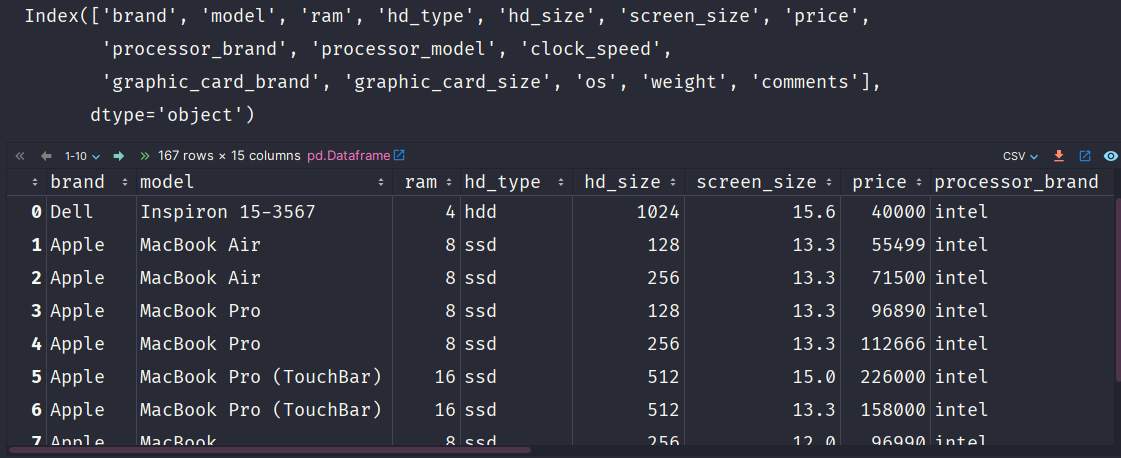 Index(['brand', 'model', 'ram', 'hd_type', 'hd_size', 'screen_size', 'price',
'processor_brand', 'processor_model', 'clock_speed',
'graphic_card_brand', 'graphic_card_size', 'os', 'weight', 'comments'],
dtype='object')
1-10 167 rows × 15 columns pd.Dataframe CSV
brand model ram hd_type hd_size screen_size price processor_brand
0 Dell Inspiron 15-3567 4 hdd 1024 15.6 40000 intel
1 Apple MacBook Air 8 ssd 128 13.3 55499 intel
2 Apple MacBook Air 8 ssd 256 13.3 71500 intel
3 Apple MacBook Pro 8 ssd 128 13.3 96890 intel
4 Apple MacBook Pro 8 ssd 256 13.3 112666 intel
5 Apple MacBook Pro (TouchBar) 16 ssd 512 15.0 226000 intel
6 Apple MacBook Pro (TouchBar) 16 ssd 512 13.3 158000 intel
7 Apple MacBook 8 ssd 256 12.0 96990 intel